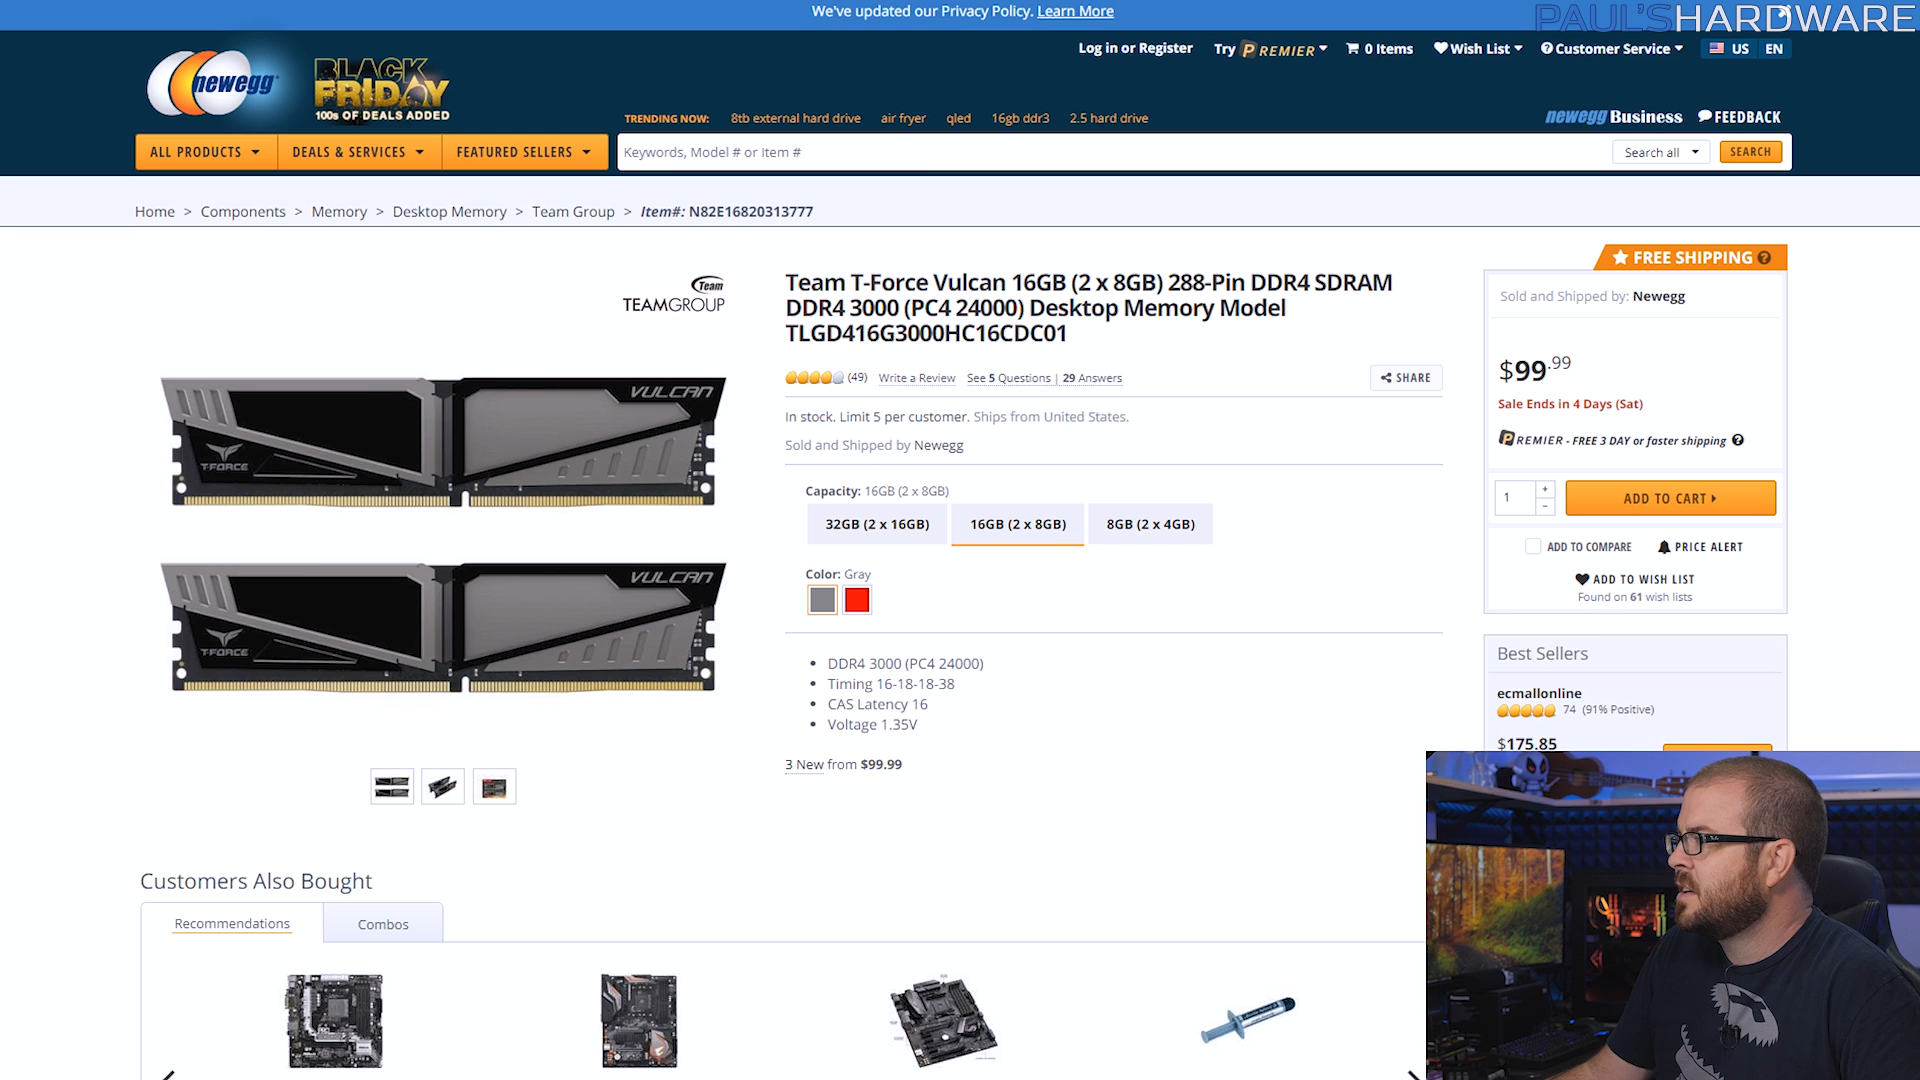 We've updated our Privacy Policy. Learn More
PAUL'SHARDWARE
newegg
BLACK
FRIDAY
100s OF DEALS ADDED
Log in or Register
Try PREMIER
0 Items
Wish List
Customer Service
US
EN
TRENDING NOW:
8tb external hard drive
air fryer
qled
16gb ddr3
2.5 hard drive
newegg Business
FEEDBACK
ALL PRODUCTS
DEALS & SERVICES
FEATURED SELLERS
Keywords, Model # or Item #
Search all
SEARCH
Home > Components > Memory > Desktop Memory > Team Group > Item#: N82E16820313777
Team
TEAMGROUP
VULCAN
T-FORCE
VULCAN
T-FORCE
Team T-Force Vulcan 16GB (2 x 8GB) 288-Pin DDR4 SDRAM
DDR4 3000 (PC4 24000) Desktop Memory Model
TLGD416G3000HC16CDC01
(49)
Write a Review
See 5 Questions | 29 Answers
SHARE
In stock. Limit 5 per customer. Ships from United States.
Sold and Shipped by Newegg
Capacity: 16GB (2 x 8GB)
32GB (2 x 16GB)
16GB (2 x 8GB)
8GB (2 x 4GB)
Color: Gray
• DDR4 3000 (PC4 24000)
• Timing 16-18-18-38
• CAS Latency 16
• Voltage 1.35V
3 New from $99.99
FREE SHIPPING
Sold and Shipped by: Newegg
$99.99
Sale Ends in 4 Days (Sat)
PREMIER - FREE 3 DAY or faster shipping
1
+
-
ADD TO CART
ADD TO COMPARE
PRICE ALERT
ADD TO WISH LIST
Found on 61 wish lists
Best Sellers
ecmallonline
74 (91% Positive)
$175.85
Customers Also Bought
Recommendations
Combos